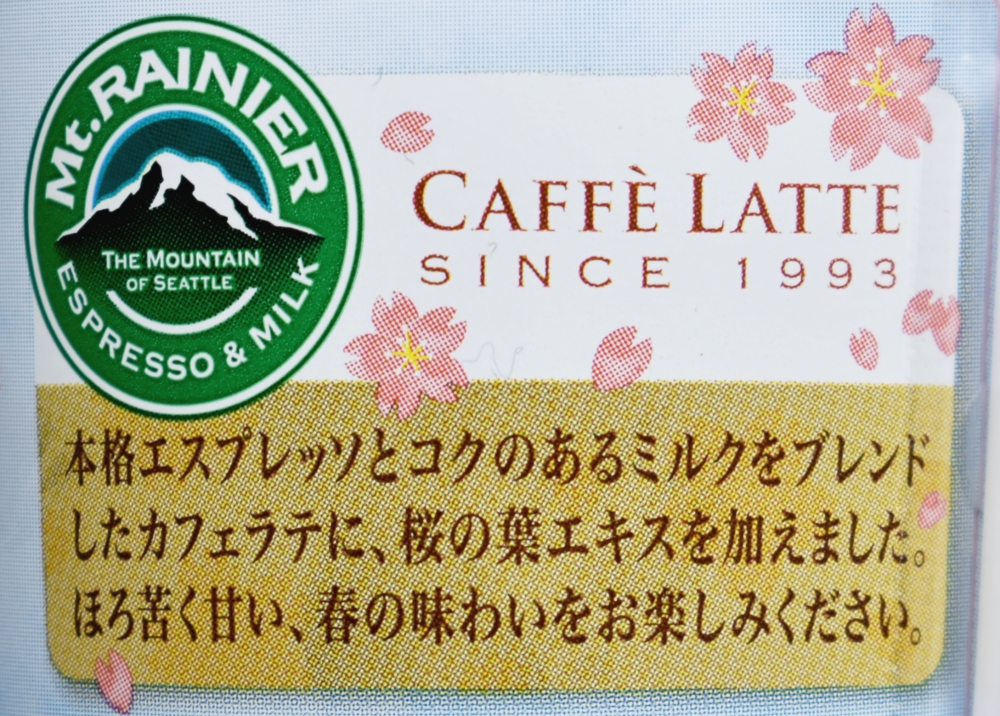 Mt. RAINIER
THE MOUNTAIN
OF SEATTLE
ESPRESSO & MILK
CAFFÈ LATTE
SINCE 1993
本格エスプレッソとコクのあるミルクをブレンド
したカフェラテに、桜の葉エキスを加えました。
ほろ苦く甘い、春の味わいをお楽しみください。